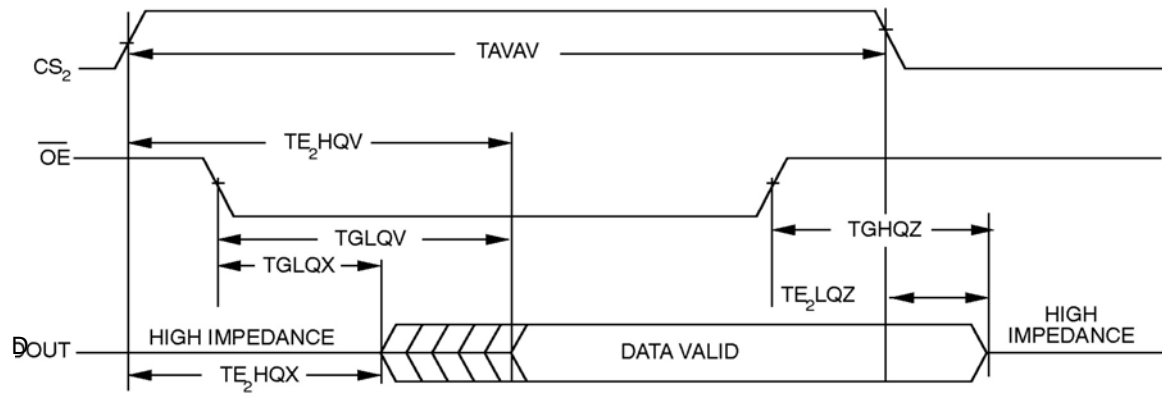 TAVAV
CS₂
TE₂HQV
OE
TGHQZ
TGLQV
TGLQX
TE₂LQZ
HIGH IMPEDANCE
HIGH IMPEDANCE
DOUT
DATA VALID
TE₂HQX